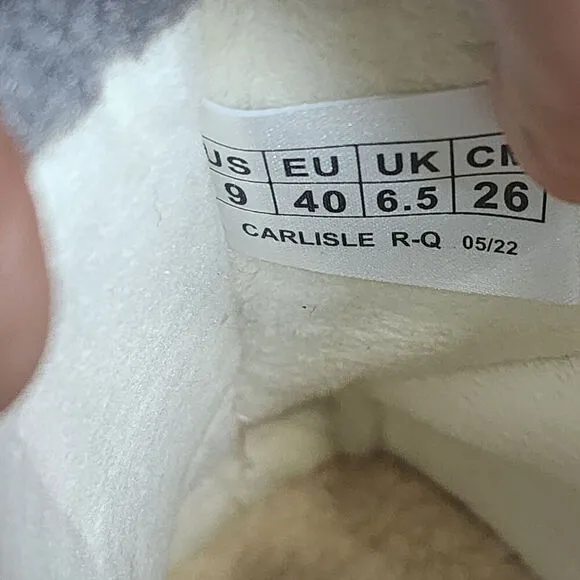 US EU UK CM
9 40 6.5 26
CARLISLE R-Q 05/22